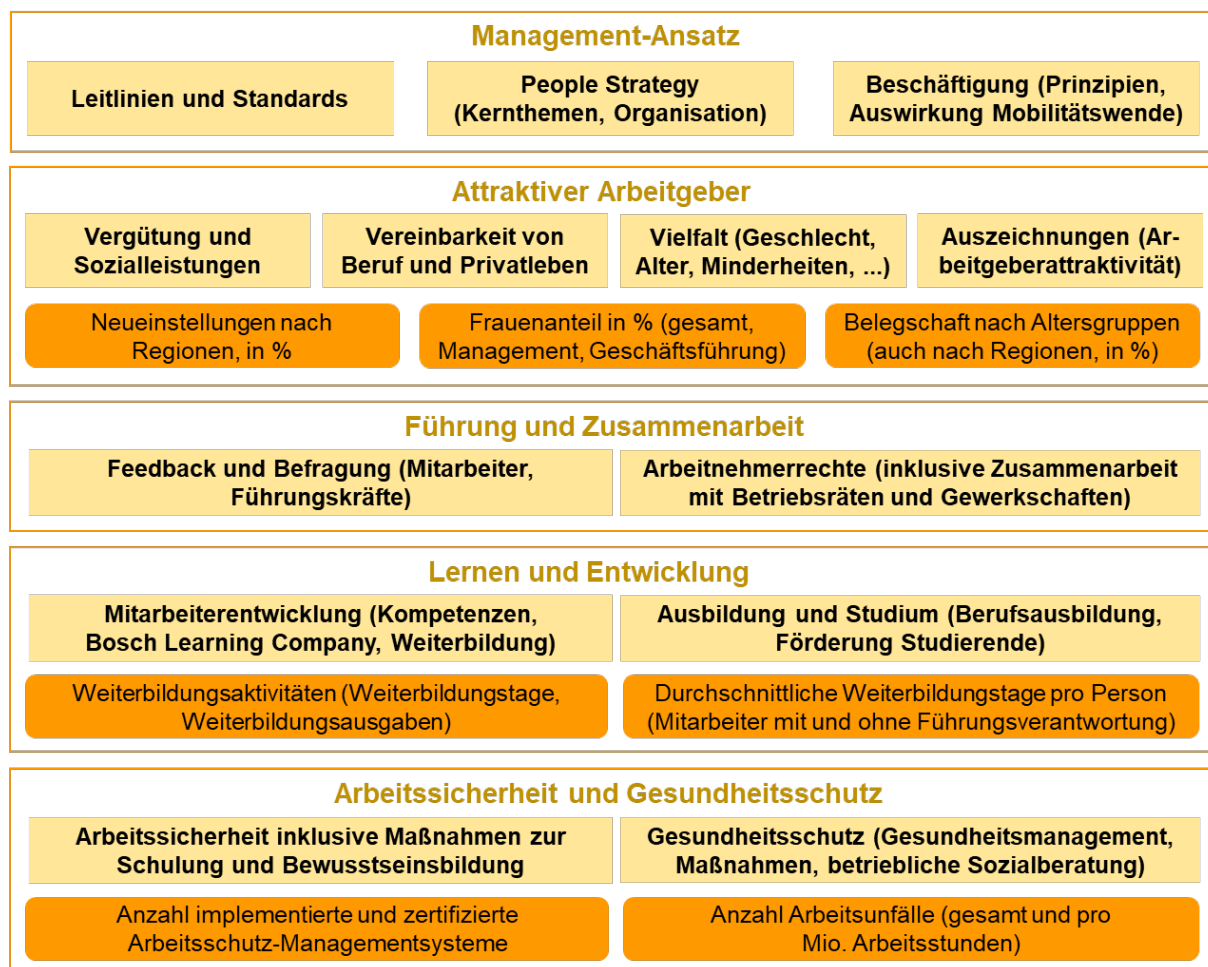 Management-Ansatz
Leitlinien und Standards
People Strategy
(Kernthemen, Organisation)
Beschäftigung (Prinzipien,
Auswirkung Mobilitätswende)
Attraktiver Arbeitgeber
Vergütung und
Sozialleistungen
Vereinbarkeit von
Beruf und Privatleben
Vielfalt (Geschlecht,
Alter, Minderheiten, ...)
Auszeichnungen (Ar-
beitgeberattraktivität)
Neueinstellungen nach
Regionen, in %
Frauenanteil in % (gesamt,
Management, Geschäftsführung)
Belegschaft nach Altersgruppen
(auch nach Regionen, in %)
Führung und Zusammenarbeit
Feedback und Befragung (Mitarbeiter,
Führungskräfte)
Arbeitnehmerrechte (inklusive Zusammenarbeit
mit Betriebsräten und Gewerkschaften)
Lernen und Entwicklung
Mitarbeiterentwicklung (Kompetenzen,
Bosch Learning Company, Weiterbildung)
Ausbildung und Studium (Berufsausbildung,
Förderung Studierende)
Weiterbildungsaktivitäten (Weiterbildungstage,
Weiterbildungsausgaben)
Durchschnittliche Weiterbildungstage pro Person
(Mitarbeiter mit und ohne Führungsverantwortung)
Arbeitssicherheit und Gesundheitsschutz
Arbeitssicherheit inklusive Maßnahmen zur
Schulung und Bewusstseinsbildung
Gesundheitsschutz (Gesundheitsmanagement,
Maßnahmen, betriebliche Sozialberatung)
Anzahl implementierte und zertifizierte
Arbeitsschutz-Managementsysteme
Anzahl Arbeitsunfälle (gesamt und pro
Mio. Arbeitsstunden)